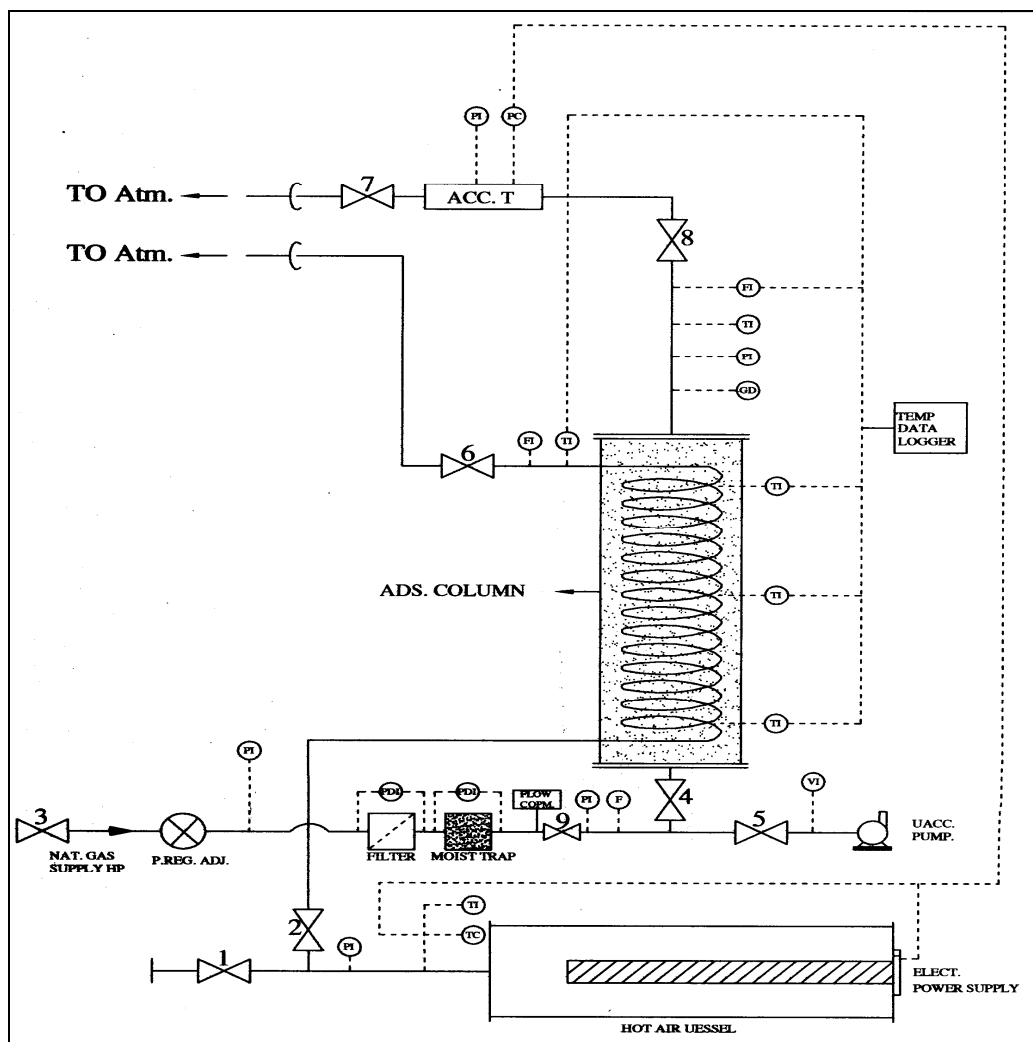 PI
PC
TO Atm.
7
ACC. T
8
TO Atm.
FI
TI
PI
GD
TEMP
DATA
LOGGER
6
FI
TI
TI
ADS. COLUMN
TI
TI
PI
3
NAT. GAS
SUPPLY HP
P.REG. ADJ.
PDI
FILTER
PDI
MOIST TRAP
FLOW
COPM.
9
PI
F
4
5
VI
UACC.
PUMP.
2
1
PI
TI
TC
ELECT.
POWER SUPPLY
HOT AIR UESSEL